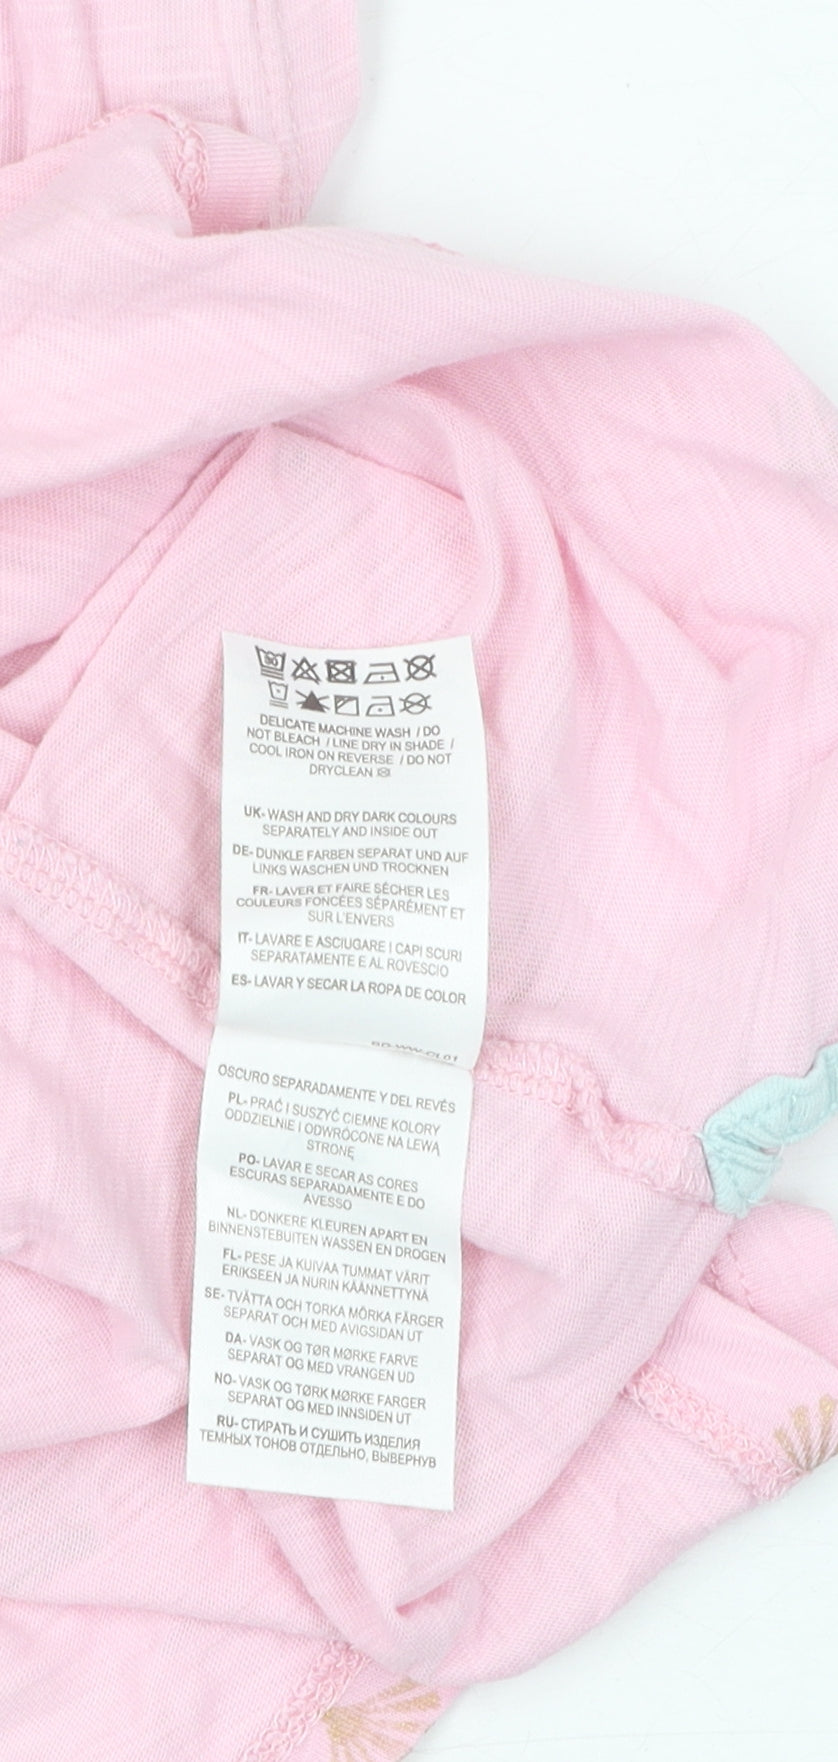 DELICATE MACHINE WASH / DO
NOT BLEACH / LINE DRY IN SHADE /
COOL IRON ON REVERSE / DO NOT
DRYCLEAN
UK- WASH AND DRY DARK COLOURS
SEPARATELY AND INSIDE OUT
DE- DUNKLE FARBEN SEPARAT UND AUF
LINKS WASCHEN UND TROCKNEN
FR- LAVER ET FAIRE SÉCHER LES
COULEURS FONCÉES SÉPARÉMENT ET
SUR L'ENVERS
IT- LAVARE E ASCIUGARE I CAPI SCURI
SEPARATAMENTE E AL ROVESCIO
ES- LAVAR Y SECAR LA ROPA DE COLOR
OSCURO SEPARADAMENTE Y DEL REVÉS
PL- PRAĆ I SUSZYĆ CIEMNE KOLORY
ODDZIELNIE I ODWRÓCONE NA LEWĄ
STRONĘ
PO- LAVAR E SECAR AS CORES
ESCURAS SEPARADAMENTE E DO
AVESSO
NL- DONKERE KLEUREN APART EN
BINNENSTEBUITEN WASSEN EN DROGEN
FL- PESE JA KUIVAA TUMMAT VÄRIT
ERIKSEEN JA NURIN KÄÄNNETTYNÄ
SE- TVÄTTA OCH TORKA MÖRKA FÄRGER
SEPARAT OCH MED AVIGSIDAN UT
DA- VASK OG TØR MØRKE FARVE
SEPARAT OG MED VRANGEN UD
NO- VASK OG TØRK MØRKE FARGER
SEPARAT OG MED INNSIDEN UT
RU- СТИРАТЬ И СУШИТЬ ИЗДЕЛИЯ
ТЕМНЫХ ТОНОВ ОТДЕЛЬНО, ВЫВЕРНУВ